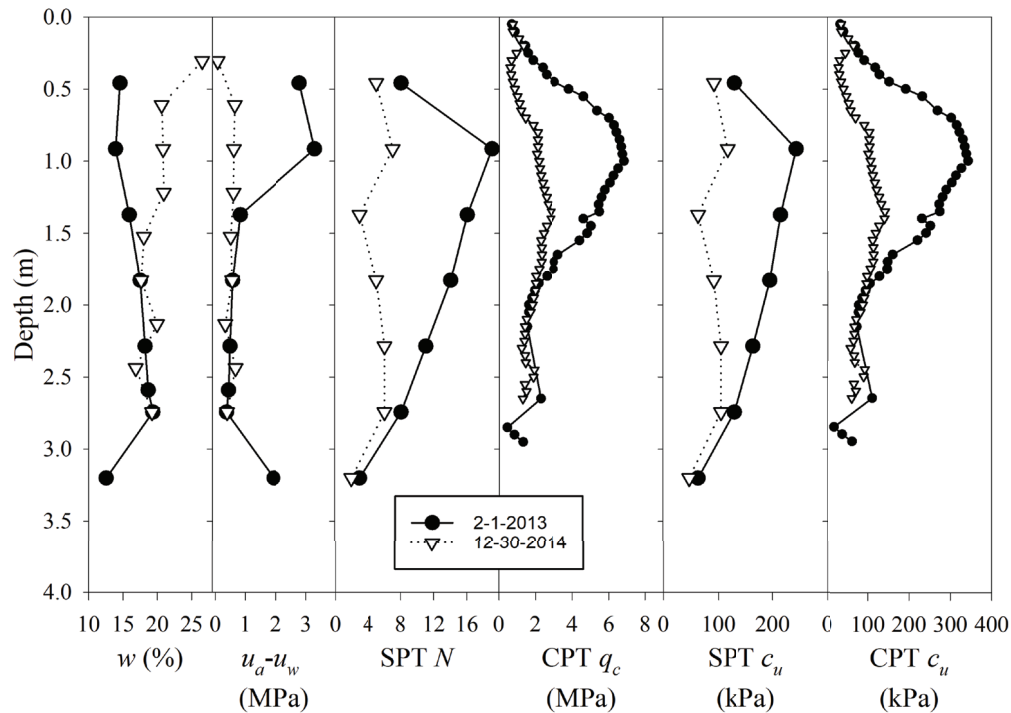 0.0
0.5
1.0
1.5
2.0
2.5
3.0
3.5
4.0
Depth (m)
2-1-2013
12-30-2014
10 15 20 25 0 1 2 3 0 4 8 12 16 0 2 4 6 8 0 100 200 0 100 200 300 400
w (%)
ua-uw
(MPa)
SPT N
CPT qc
(MPa)
SPT cu
(kPa)
CPT cu
(kPa)